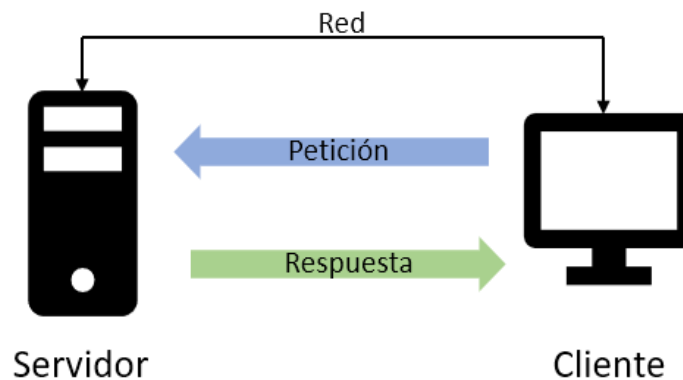 Red
Petición
Respuesta
Servidor
Cliente